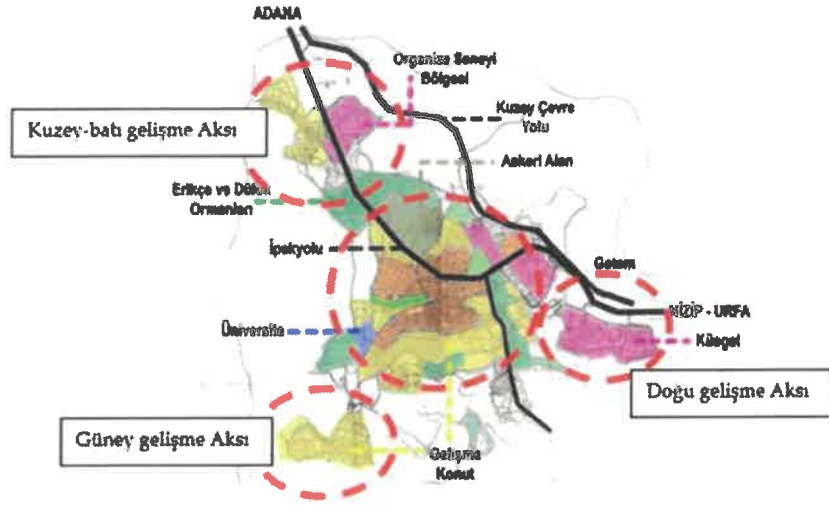 ADANA
Organize Sanayi
Bölgesi
Kuzey-batı gelişme Aksı
Kuzey Çevre
Yolu
Askeri Alan
Erikçe ve Dülük
Ormanları
İpekyolu
Gatem
NİZİP - URFA
Üniversite
Küsget
Doğu gelişme Aksı
Güney gelişme Aksı
Gelişme
Konut